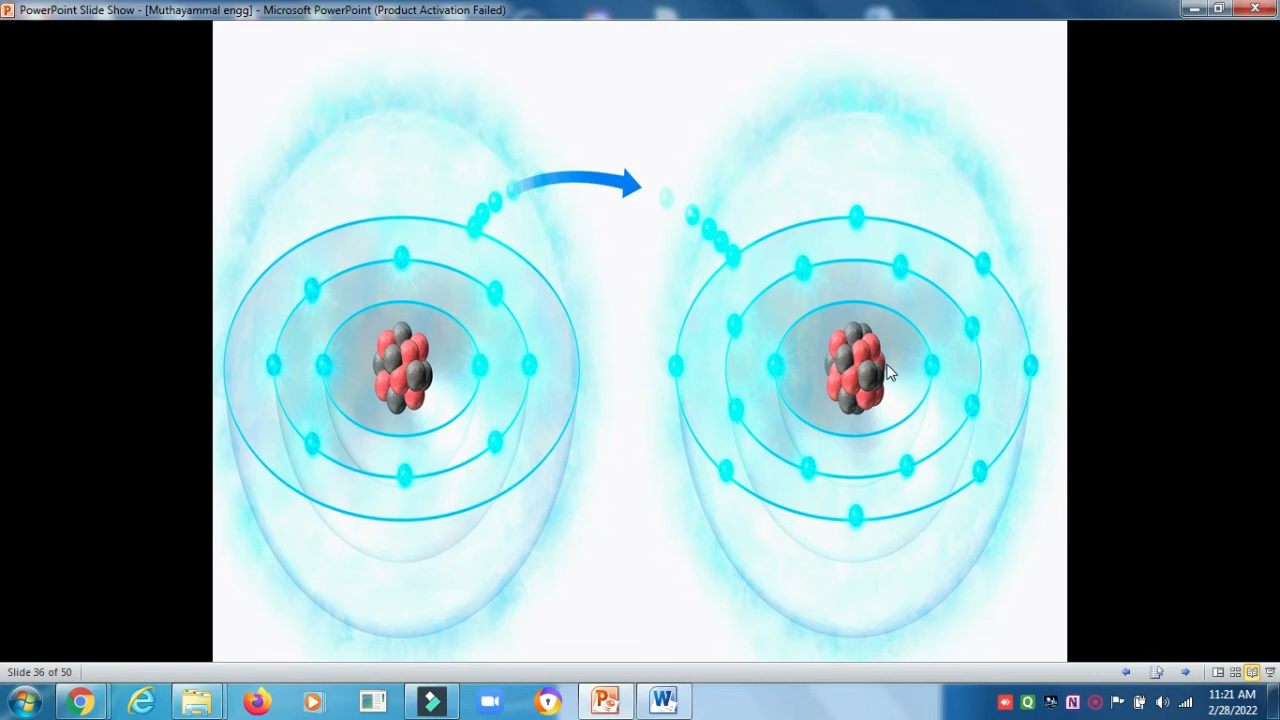 PowerPoint Slide Show - [Muthayammal engg] - Microsoft PowerPoint (Product Activation Failed)
Slide 36 of 50
11:21 AM
2/28/2022